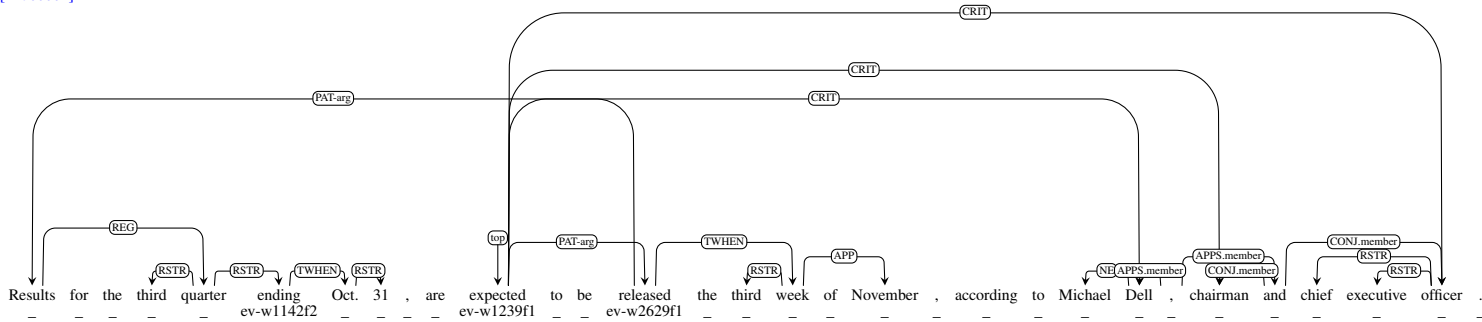 CRIT
CRIT
PAT-arg CRIT
REG
top PAT-arg TWHEN CONJ.member
APP APPS.member RSTR
RSTR RSTR TWHEN RSTR RSTR APPS.member CONJ.member RSTR
Results for the third quarter ending Oct. 31 , are expected to be released the third week of November , according to Michael Dell , chairman and chief executive officer .
_ _ _ _ _ ev-w1142f2 _ _ _ _ ev-w1239f1 _ _ ev-w2629f1 _ _ _ _ _ _ _ _ _ _ _ _ _ _ _ _ _